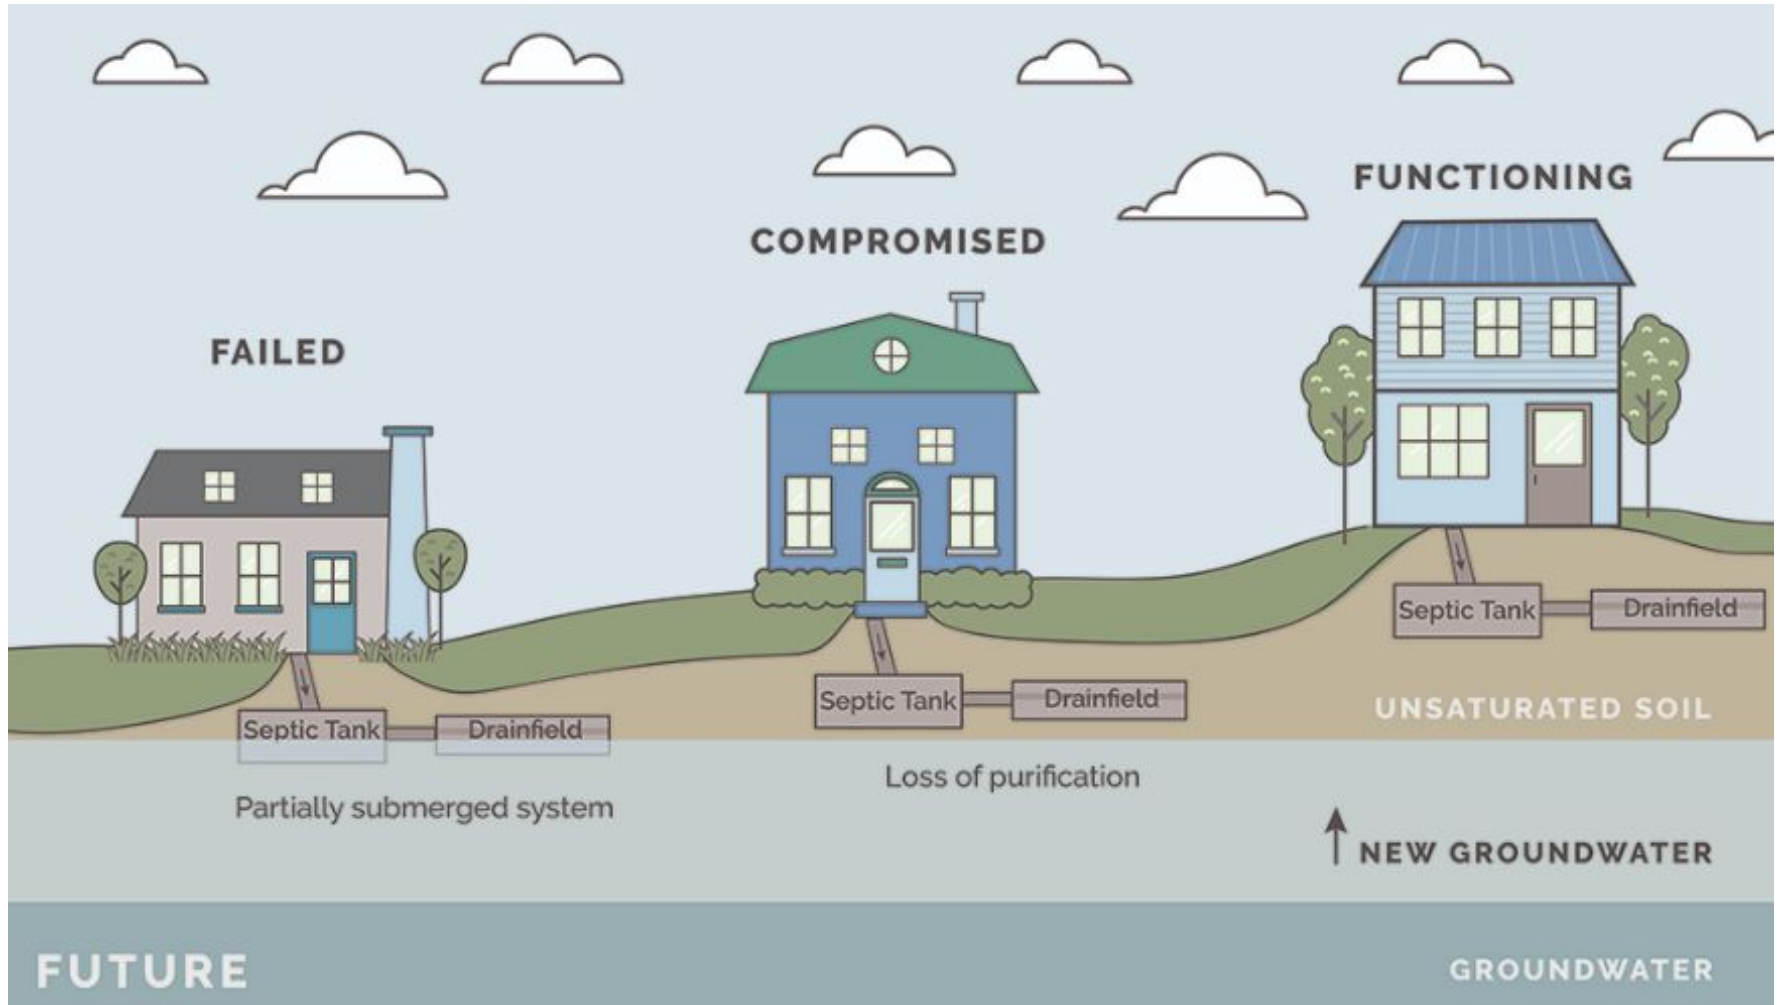 FUNCTIONING
COMPROMISED
FAILED
Septic Tank
Drainfield
Septic Tank
Drainfield
UNSATURATED SOIL
Septic Tank
Drainfield
Loss of purification
Partially submerged system
NEW GROUNDWATER
FUTURE
GROUNDWATER